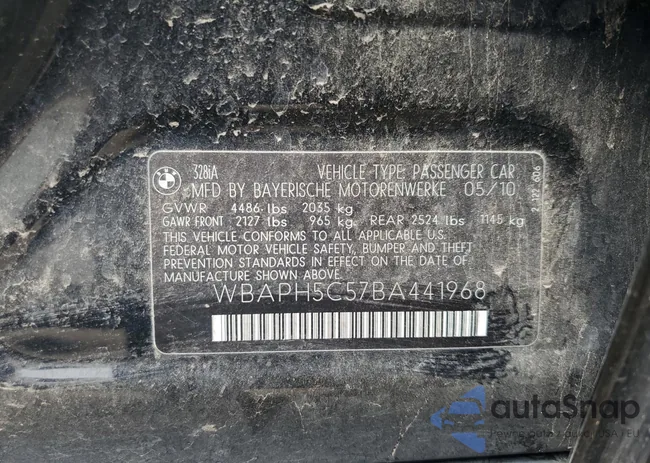 328iA VEHICLE TYPE: PASSENGER CAR
MFD BY BAYERISCHE MOTORENWERKE 05/10
GVWR 4486 lbs 2035 kg
GAWR FRONT 2127 lbs 965 kg REAR 2524 lbs 1145 kg
THIS VEHICLE CONFORMS TO ALL APPLICABLE U.S.
FEDERAL MOTOR VEHICLE SAFETY, BUMPER AND THEFT
PREVENTION STANDARDS IN EFFECT ON THE DATE OF
MANUFACTURE SHOWN ABOVE.
WBAPH5C57BA441968
autoSnap